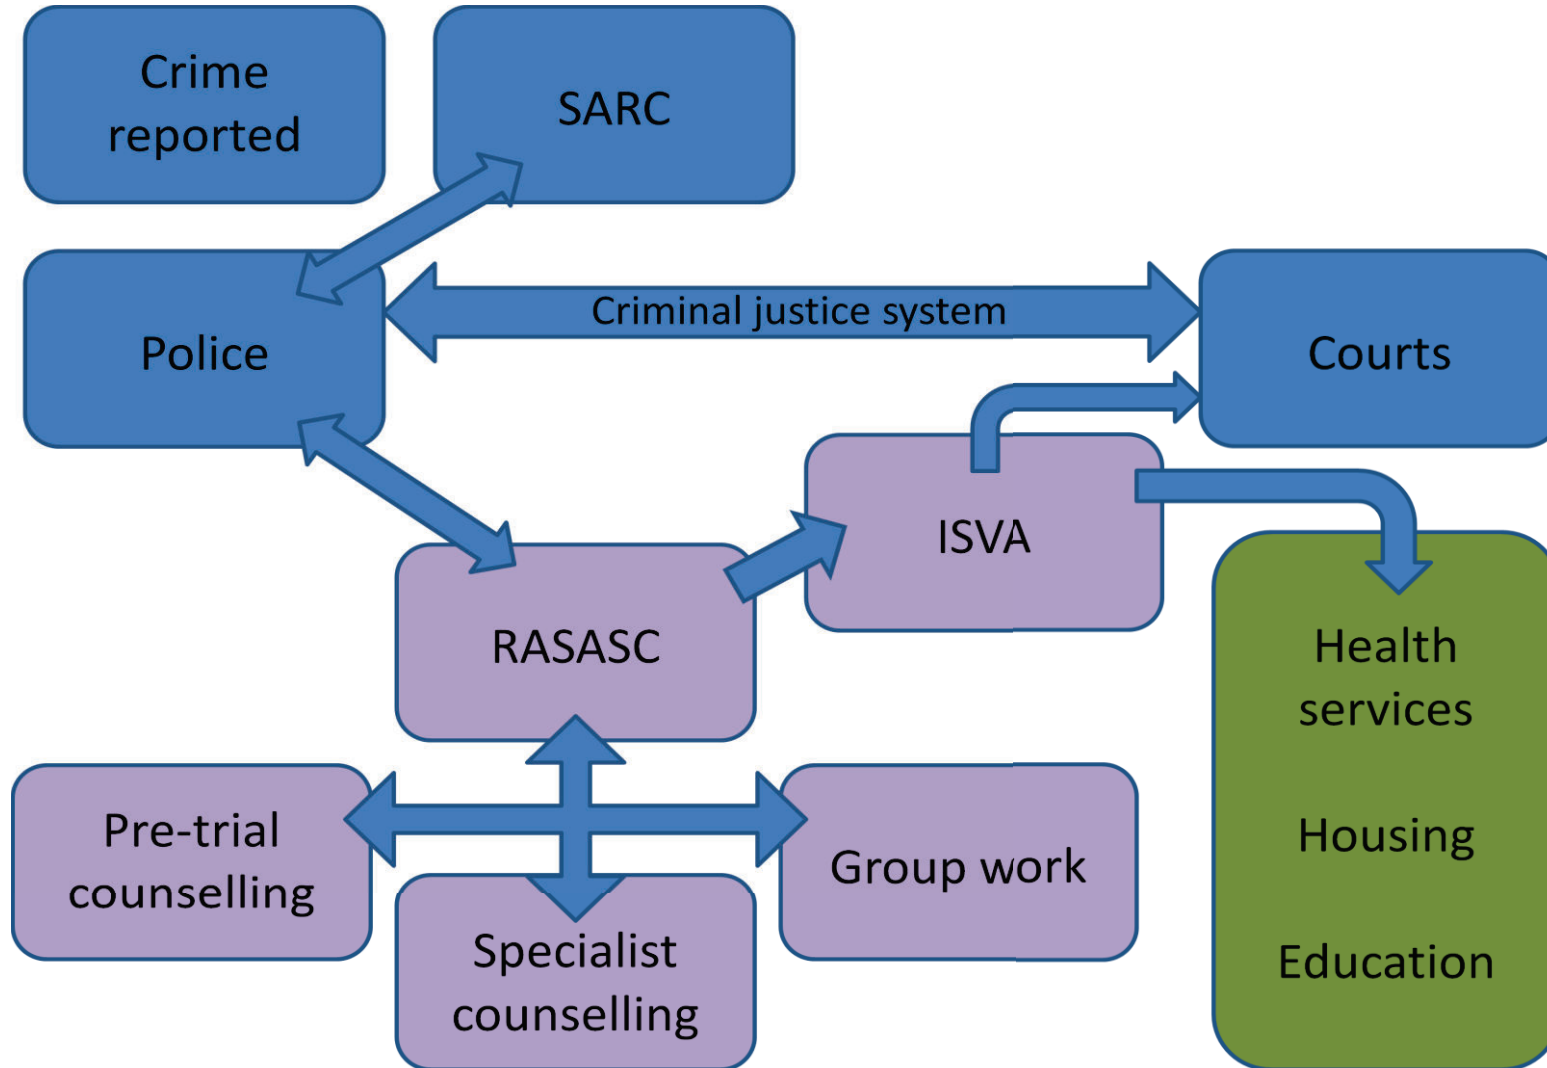 Crime
reported
SARC
Police
Criminal justice system
Courts
ISVA
RASASC
Health
services
Housing
Education
Pre-trial
counselling
Group work
Specialist
counselling